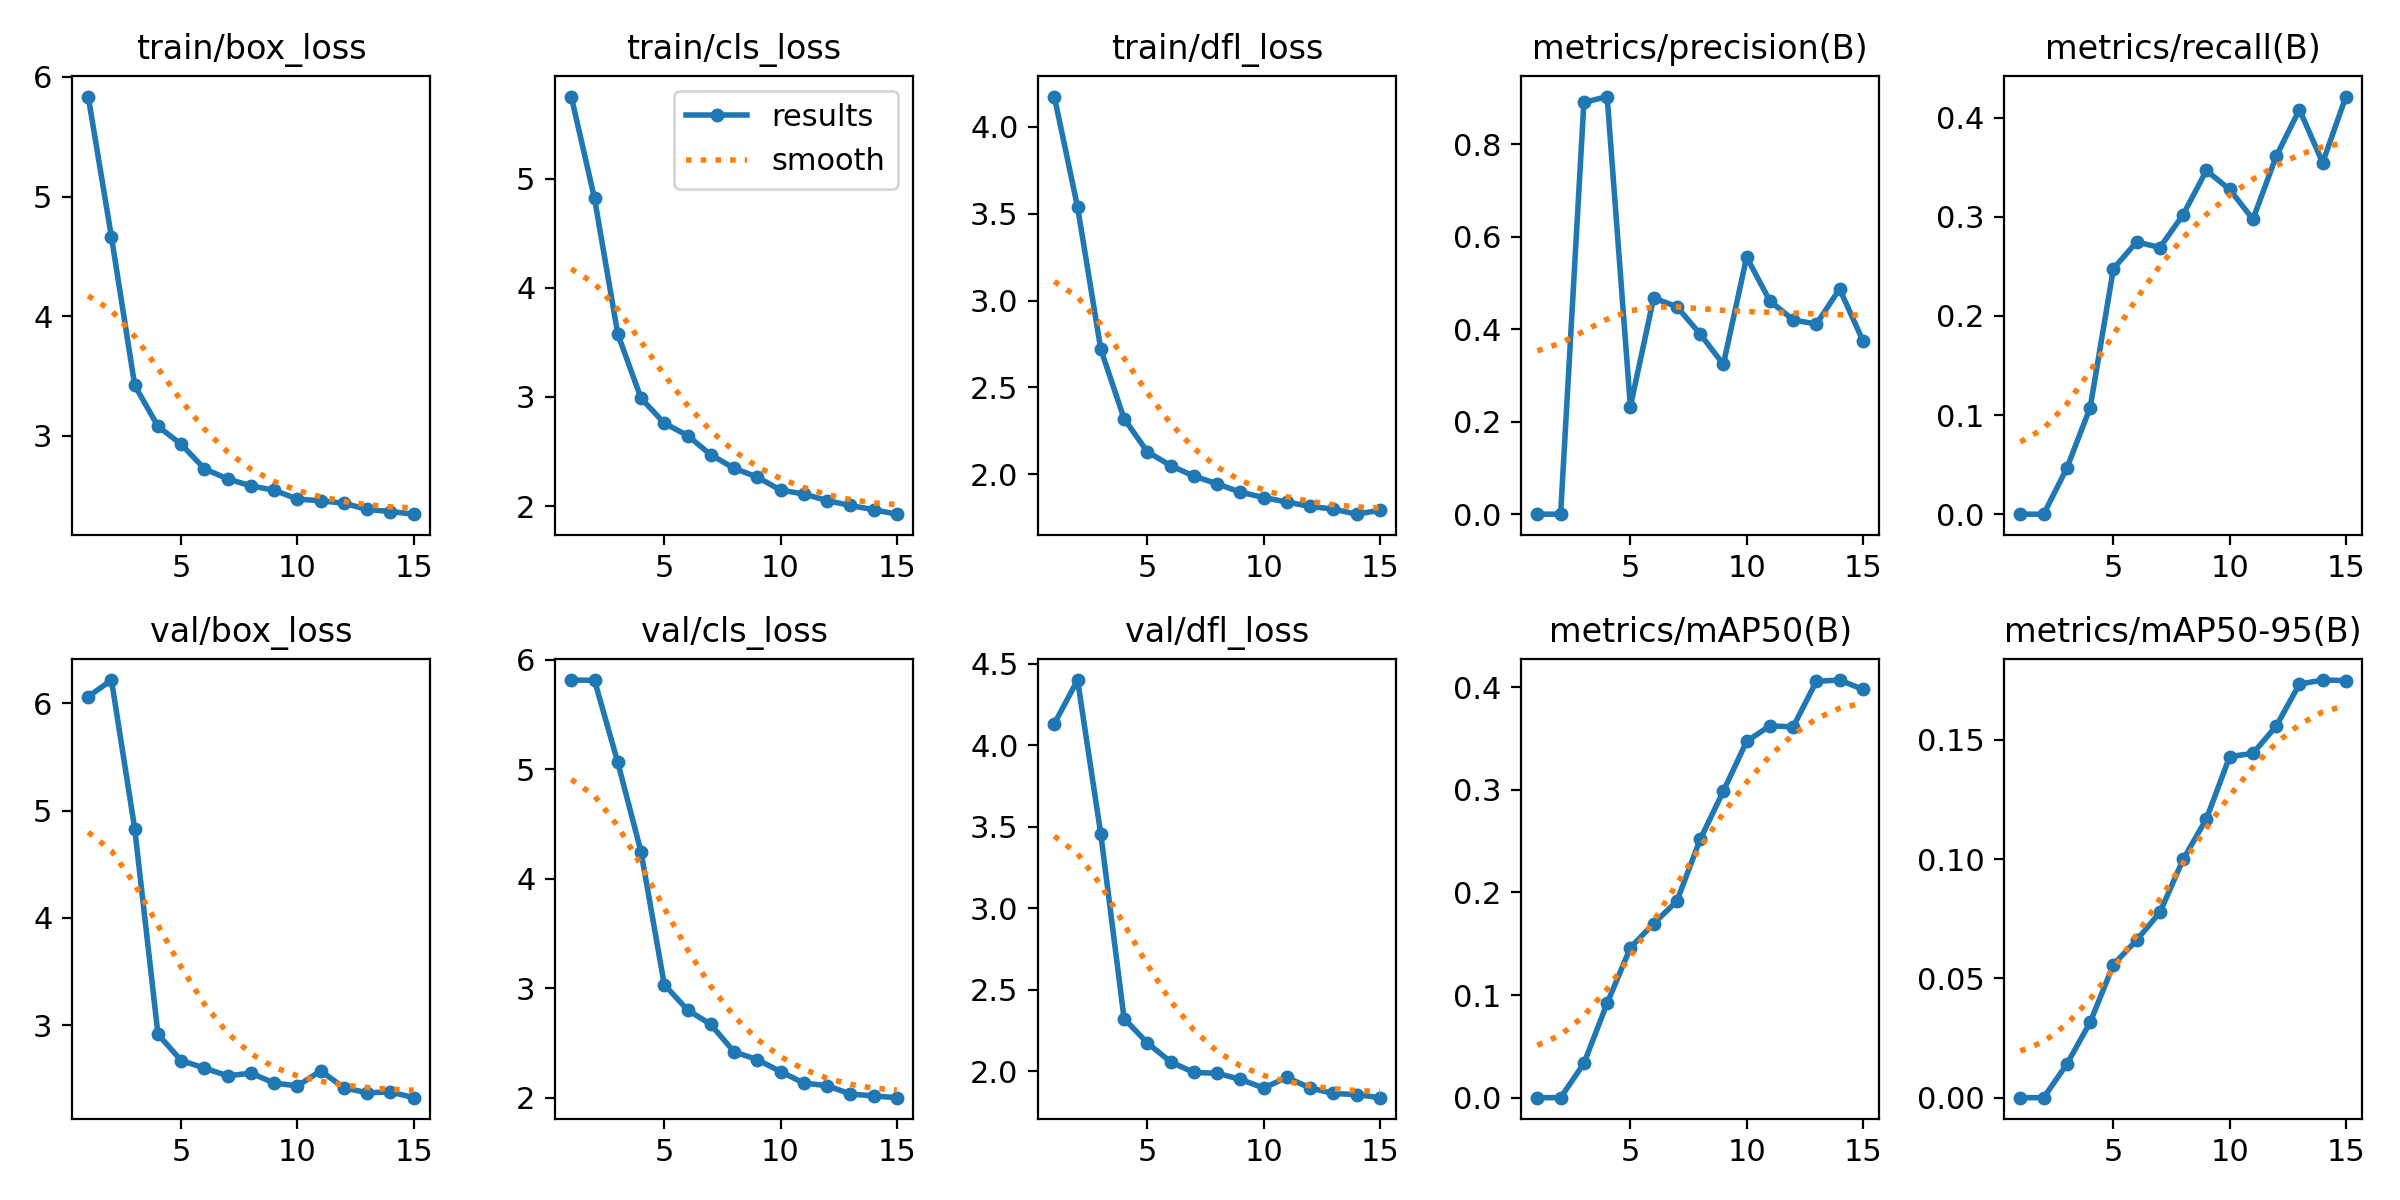 train/box_loss
6
5
4
3
5 10 15
train/cls_loss
results
smooth
5
4
3
2
5 10 15
train/dfl_loss
4.0
3.5
3.0
2.5
2.0
5 10 15
metrics/precision(B)
0.8
0.6
0.4
0.2
0.0
5 10 15
metrics/recall(B)
0.4
0.3
0.2
0.1
0.0
5 10 15
val/box_loss
6
5
4
3
5 10 15
val/cls_loss
6
5
4
3
2
5 10 15
val/dfl_loss
4.5
4.0
3.5
3.0
2.5
2.0
5 10 15
metrics/mAP50(B)
0.4
0.3
0.2
0.1
0.0
5 10 15
metrics/mAP50-95(B)
0.15
0.10
0.05
0.00
5 10 15